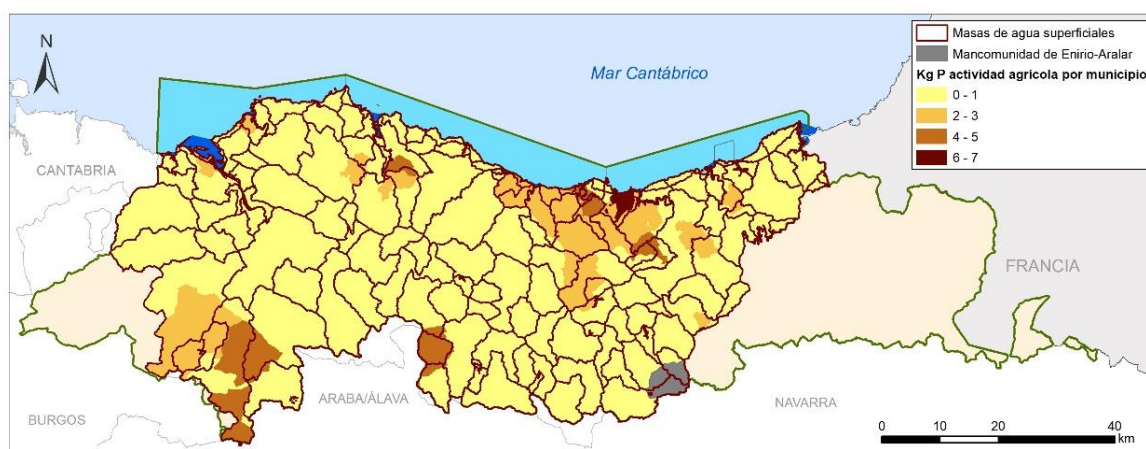 N
Mar Cantábrico
Masas de agua superficiales
Mancomunidad de Enirio-Aralar
Kg P actividad agrícola por municipio
0 - 1
2 - 3
4 - 5
6 - 7
CANTABRIA
FRANCIA
BURGOS
ARABA/ÁLAVA
NAVARRA
0 10 20 40
km